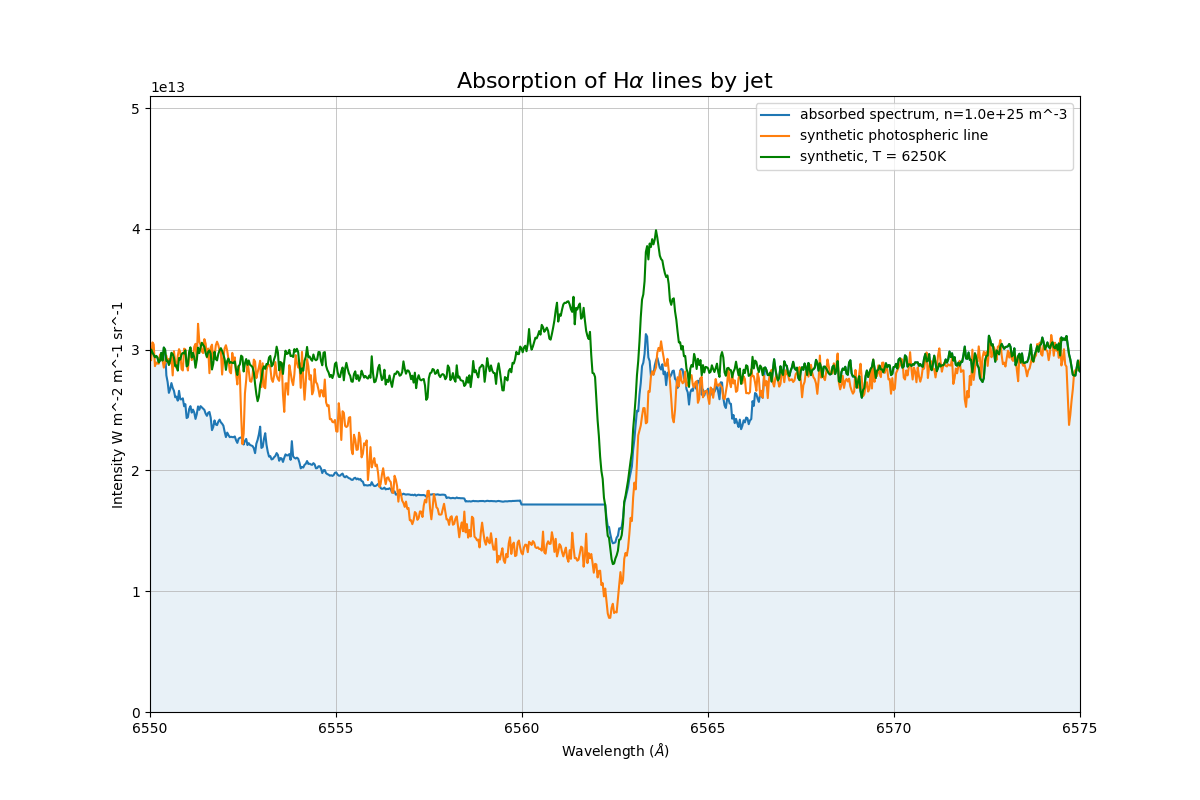 Absorption of Hα lines by jet
1e13
absorbed spectrum, n=1.0e+25 m^-3
synthetic photospheric line
synthetic, T = 6250K
5
4
3
2
1
0
Intensity W m^-2 m^-1 sr^-1
6550 6555 6560 6565 6570 6575
Wavelength (Å)